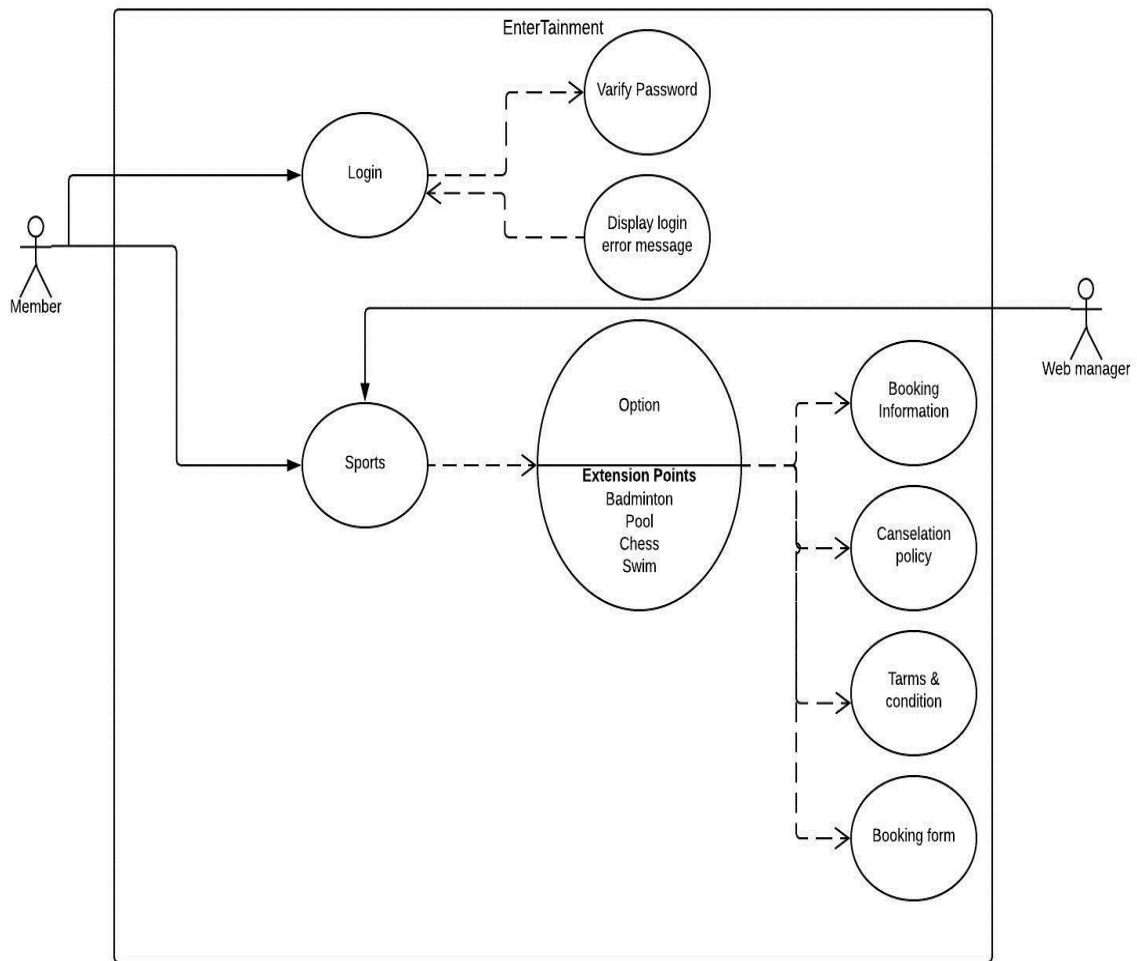 EnterTainment
Varify Password
Login
Display login
error message
Member
Web manager
Option
Booking
Information
Sports
Extension Points
Badminton
Pool
Chess
Swim
Canselation
policy
Tarms &
condition
Booking form